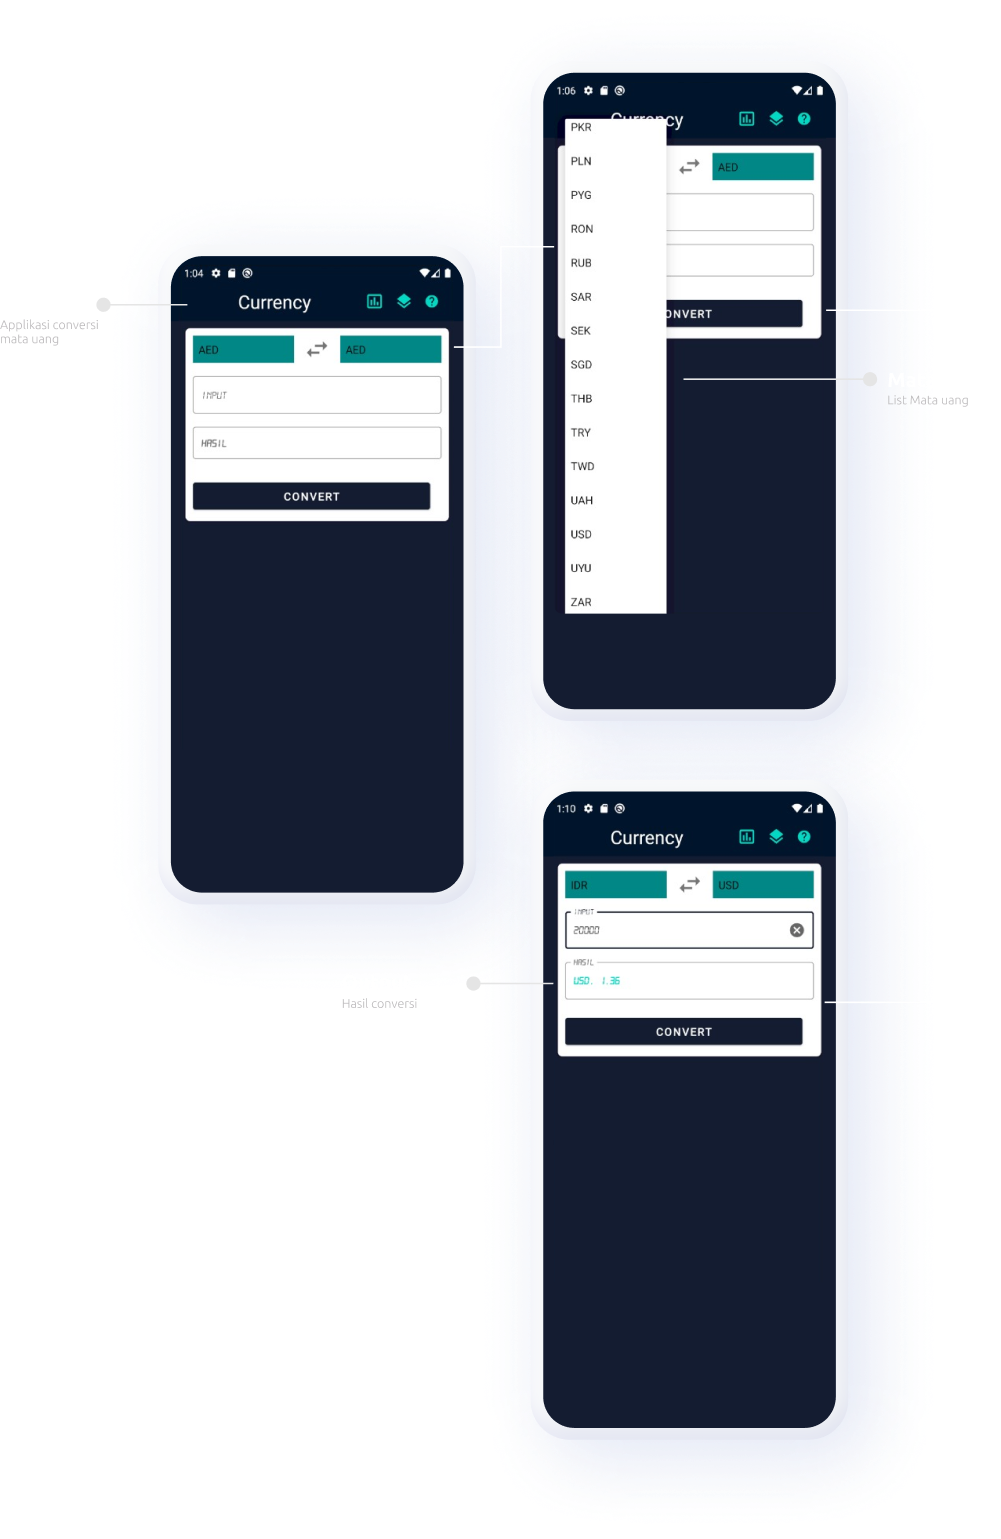 1:06
Currency
PKR
PLN
AED
PYG
RON
RUB
SAR
CONVERT
SEK
SGD
THB
TRY
TWD
UAH
USD
UYU
ZAR
List Mata uang
1:04
Currency
Applikasi conversi
mata uang
AED
AED
INPUT
HASIL
CONVERT
1:10
Currency
IDR
USD
INPUT
20000
HASIL
USD. 1.36
Hasil conversi
CONVERT